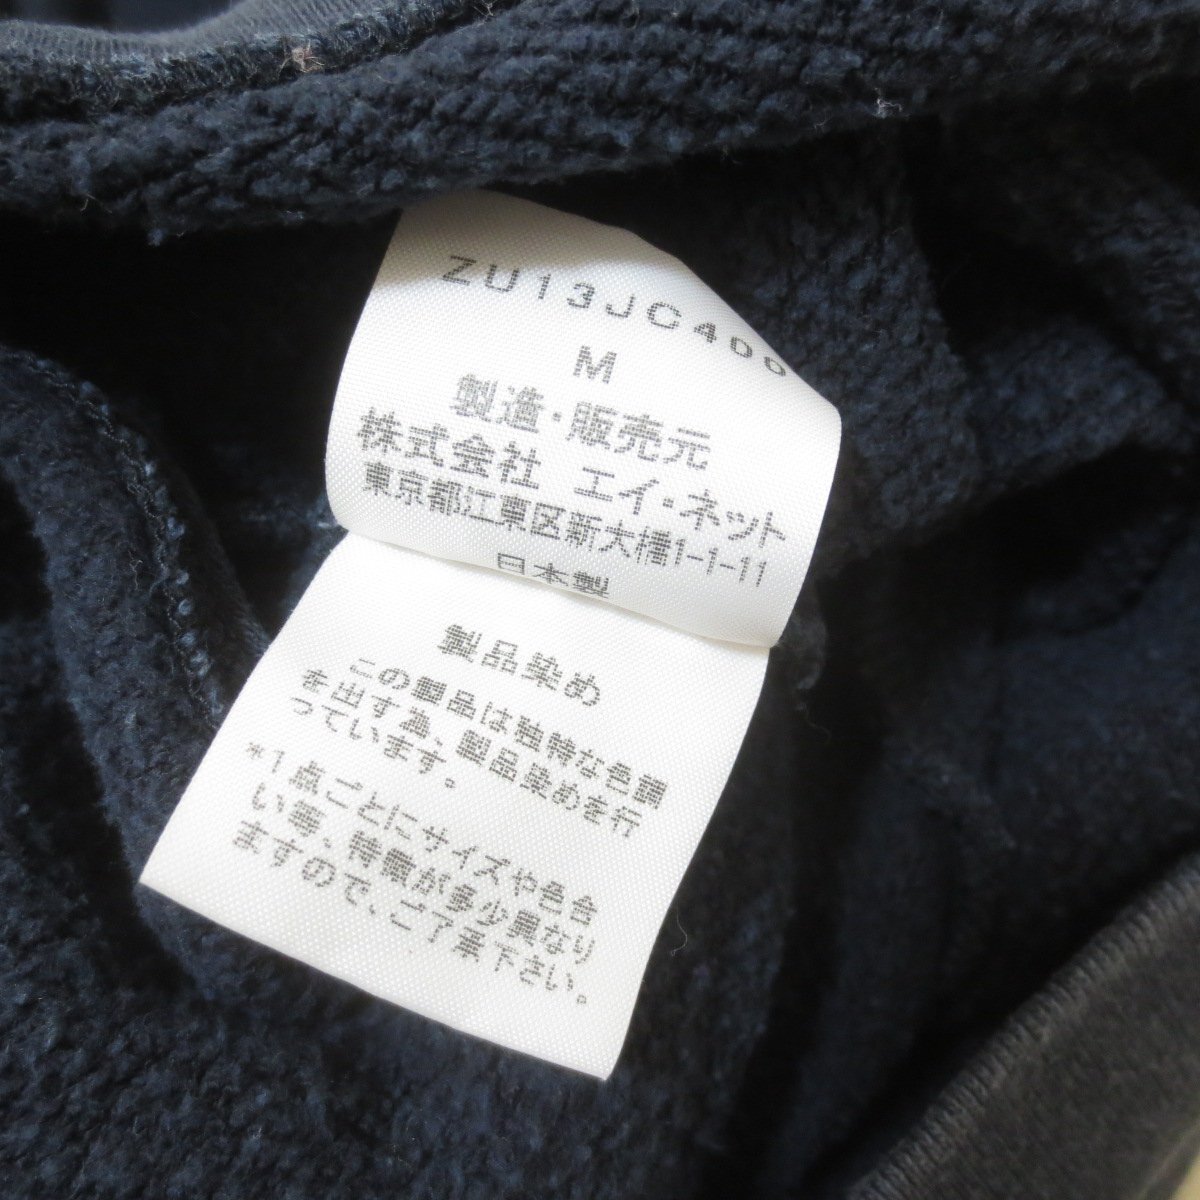 ZU13JC400
M
製造・販売元
株式会社 エイ・ネット
東京都江東区新大橋1-1-11
日本製
製品染め
この製品は独特な色調
を出す為、製品染めを行
っています。
*1点ごとにサイズや色合
い等、特徴が多少異なり
ますので、ご了承下さい。